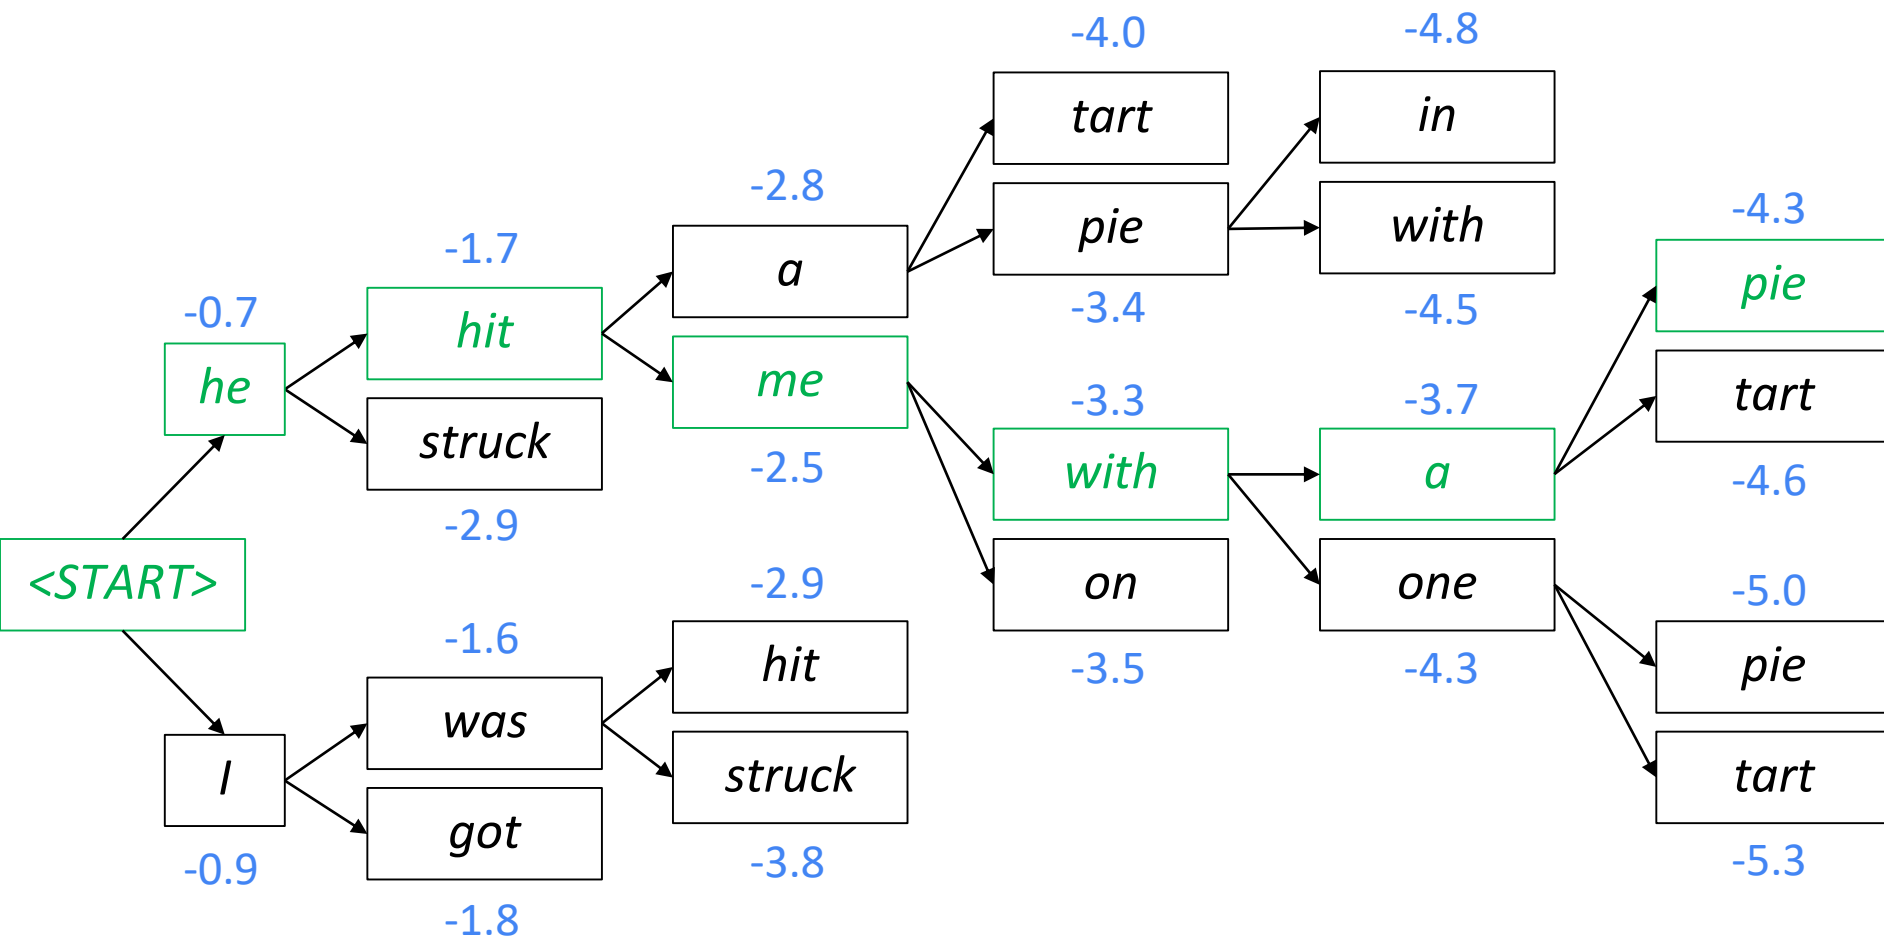 -4.0
-4.8
tart
in
-2.8
-4.3
pie
with
-1.7
a
pie
-0.7
-3.4
-4.5
hit
he
me
-3.3
-3.7
tart
struck
-2.5
with
a
-4.6
-2.9
<START>
-2.9
on
one
-5.0
-1.6
hit
-3.5
-4.3
pie
was
I
struck
tart
got
-0.9
-3.8
-5.3
-1.8